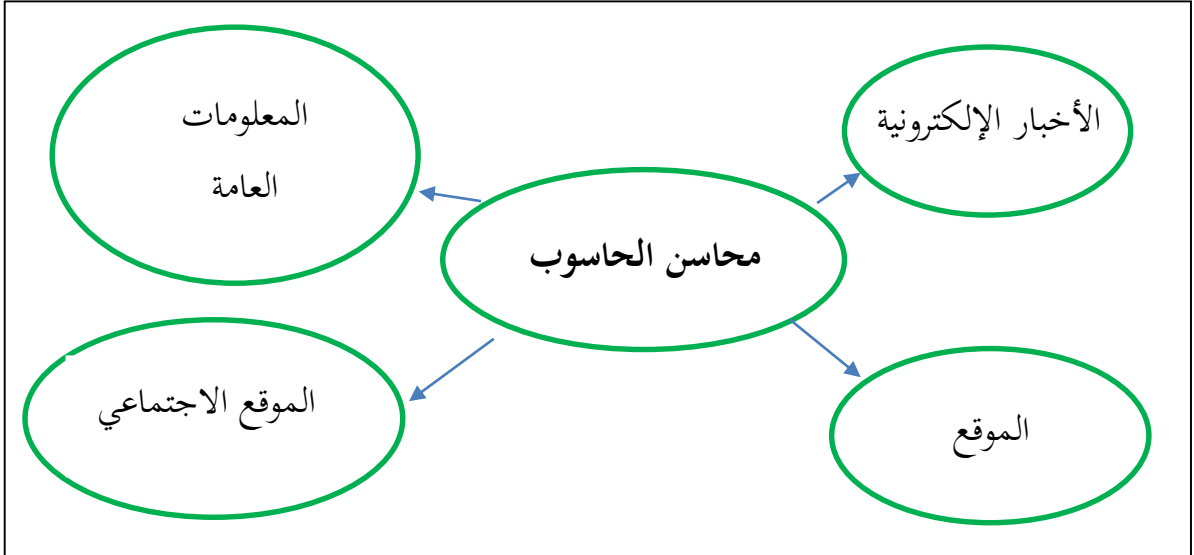 الأخبار الإلكترونية
المعلومات
العامة
محاسن الحاسوب
الموقع
الموقع الاجتماعي